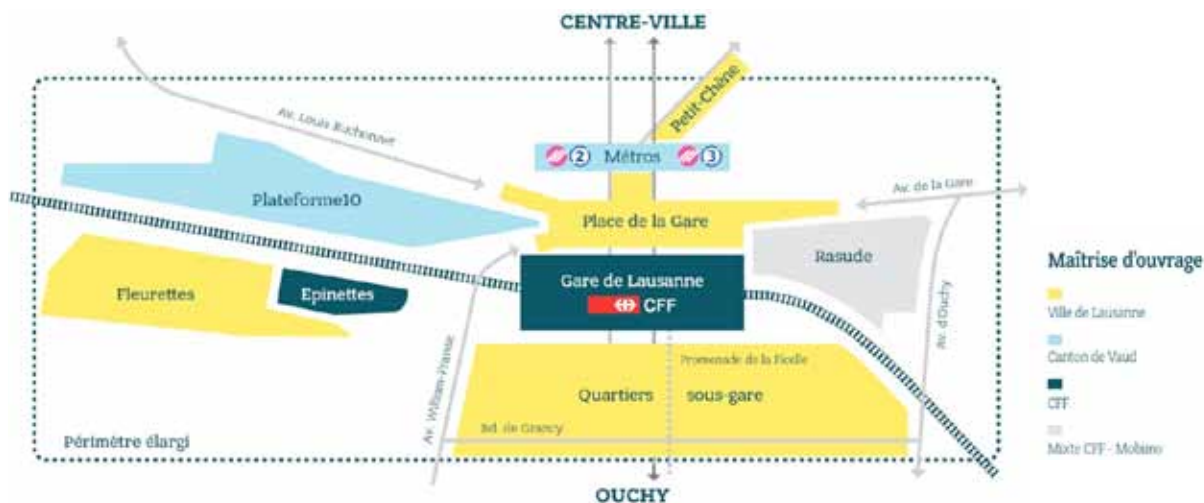 CENTRE-VILLE
Petit-Chêne
Av. Louis Ruchonnet
2 Métros 3
Av. de la Gare
Plateforme10
Place de la Gare
Rasude
Gare de Lausanne
CFF
Fleurettes
Epinettes
Av. William-Fraisse
Av. d'Ouchy
Promenade de la Ficelle
Quartiers sous-gare
Bd. de Grancy
Périmètre élargi
OUCHY
Maîtrise d'ouvrage
Ville de Lausanne
Canton de Vaud
CFF
Mixte CFF - Mobimo